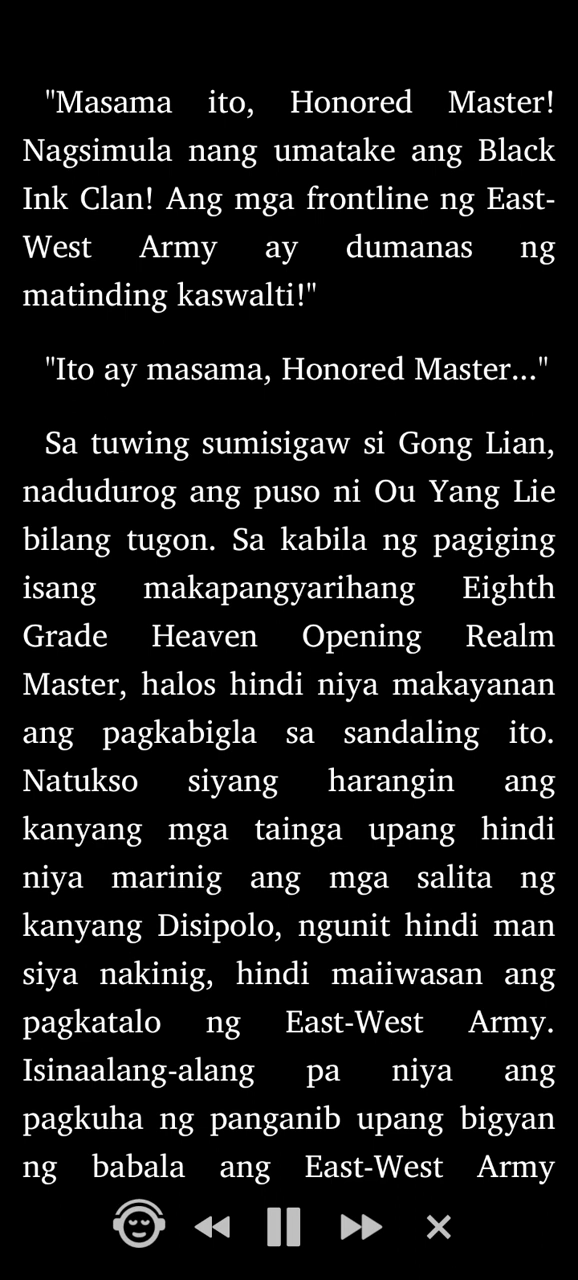 "Masama ito, Honored Master!
Nagsimula nang umatake ang Black
Ink Clan! Ang mga frontline ng East-
West Army ay dumanas ng
matinding kaswalti!"
"Ito ay masama, Honored Master..."
Sa tuwing sumisigaw si Gong Lian,
nadudurog ang puso ni Ou Yang Lie
bilang tugon. Sa kabila ng pagiging
isang makapangyarihang Eighth
Grade Heaven Opening Realm
Master, halos hindi niya makayanan
ang pagkabigla sa sandaling ito.
Natukso siyang harangin ang
kanyang mga tainga upang hindi
niya marinig ang mga salita ng
kanyang Disipolo, ngunit hindi man
siya nakinig, hindi maiiwasan ang
pagkatalo ng East-West Army.
Isinaalang-alang pa niya ang
pagkuha ng panganib upang bigyan
ng babala ang East-West Army